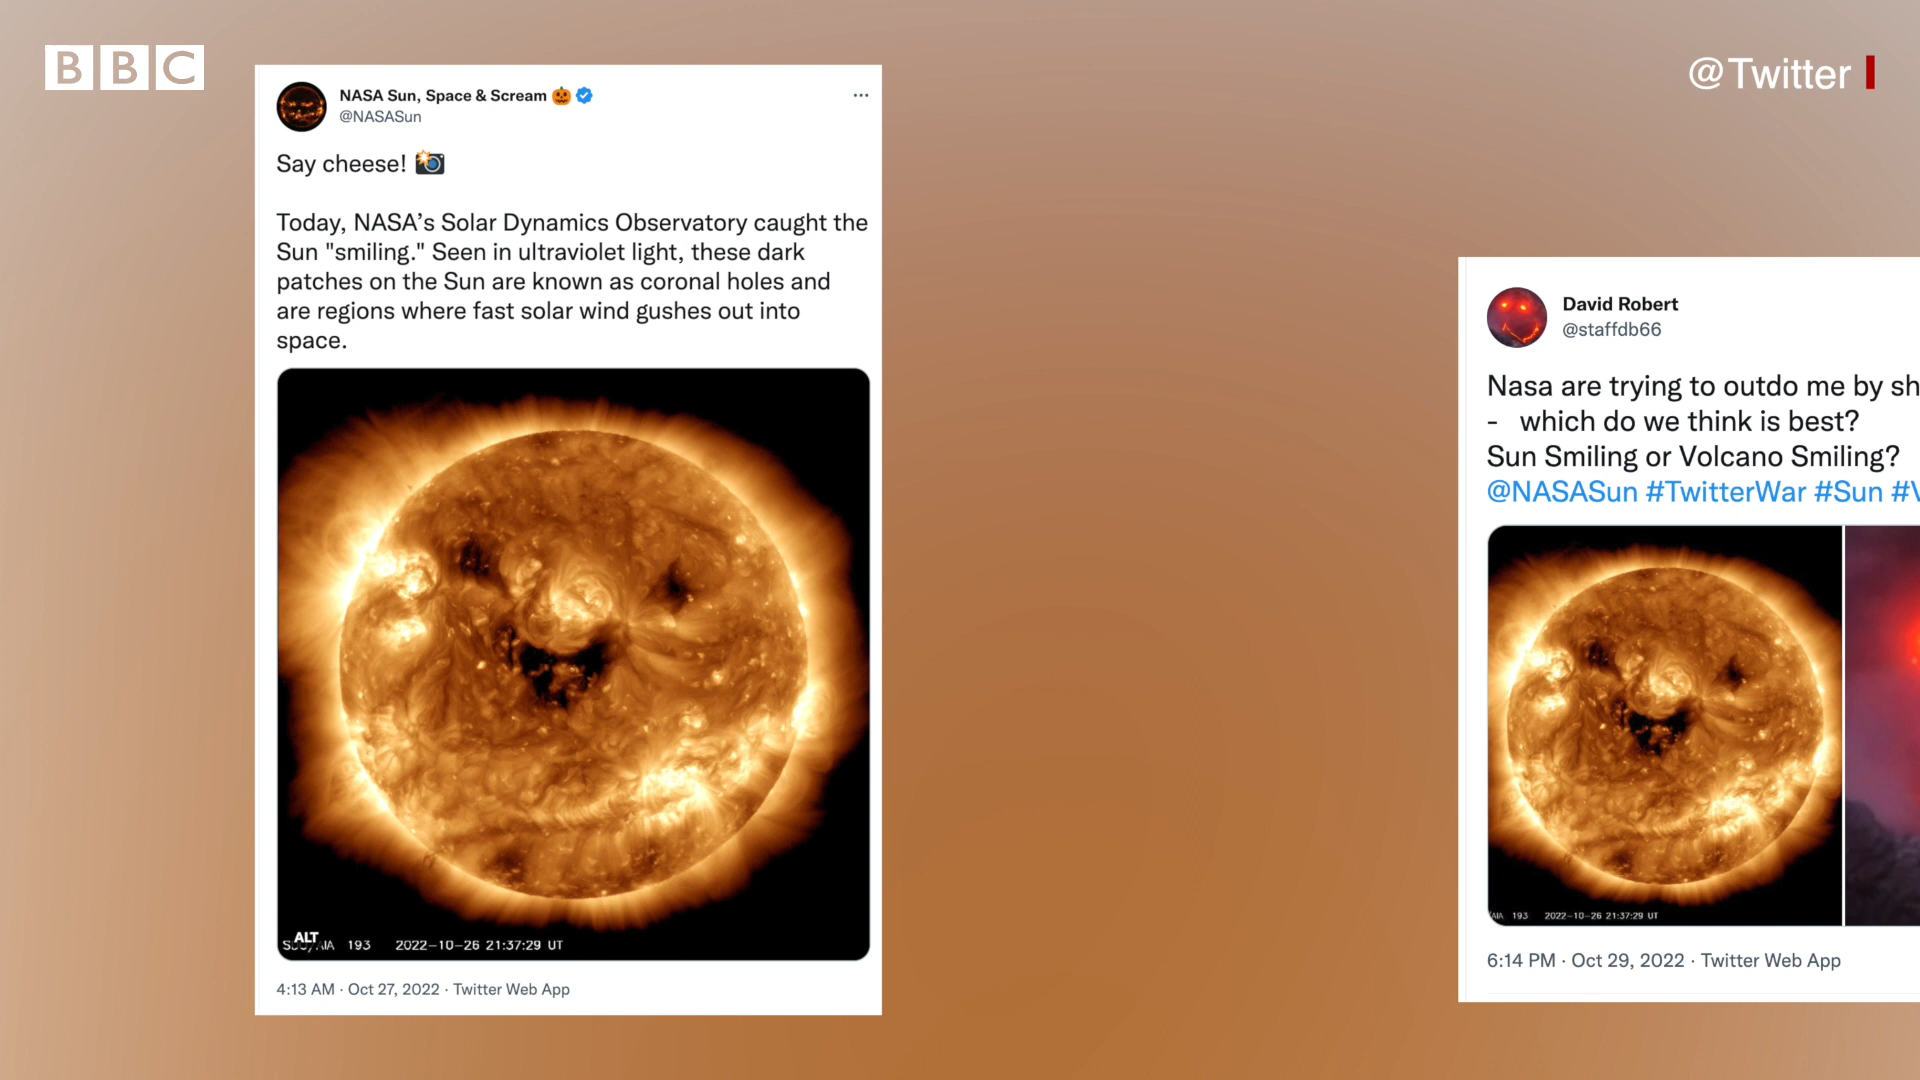 BBC
@Twitter
NASA Sun, Space & Scream
@NASASun
Say cheese!
Today, NASA's Solar Dynamics Observatory caught the
Sun "smiling." Seen in ultraviolet light, these dark
patches on the Sun are known as coronal holes and
are regions where fast solar wind gushes out into
space.
ALT
193 2022-10-26 21:37:29 UT
4:13 AM · Oct 27, 2022 · Twitter Web App
David Robert
@staffdb66
Nasa are trying to outdo me by sh
- which do we think is best?
Sun Smiling or Volcano Smiling?
@NASASun #TwitterWar #Sun #V
AIA 193 2022-10-26 21:37:29 UT
6:14 PM · Oct 29, 2022 · Twitter Web App